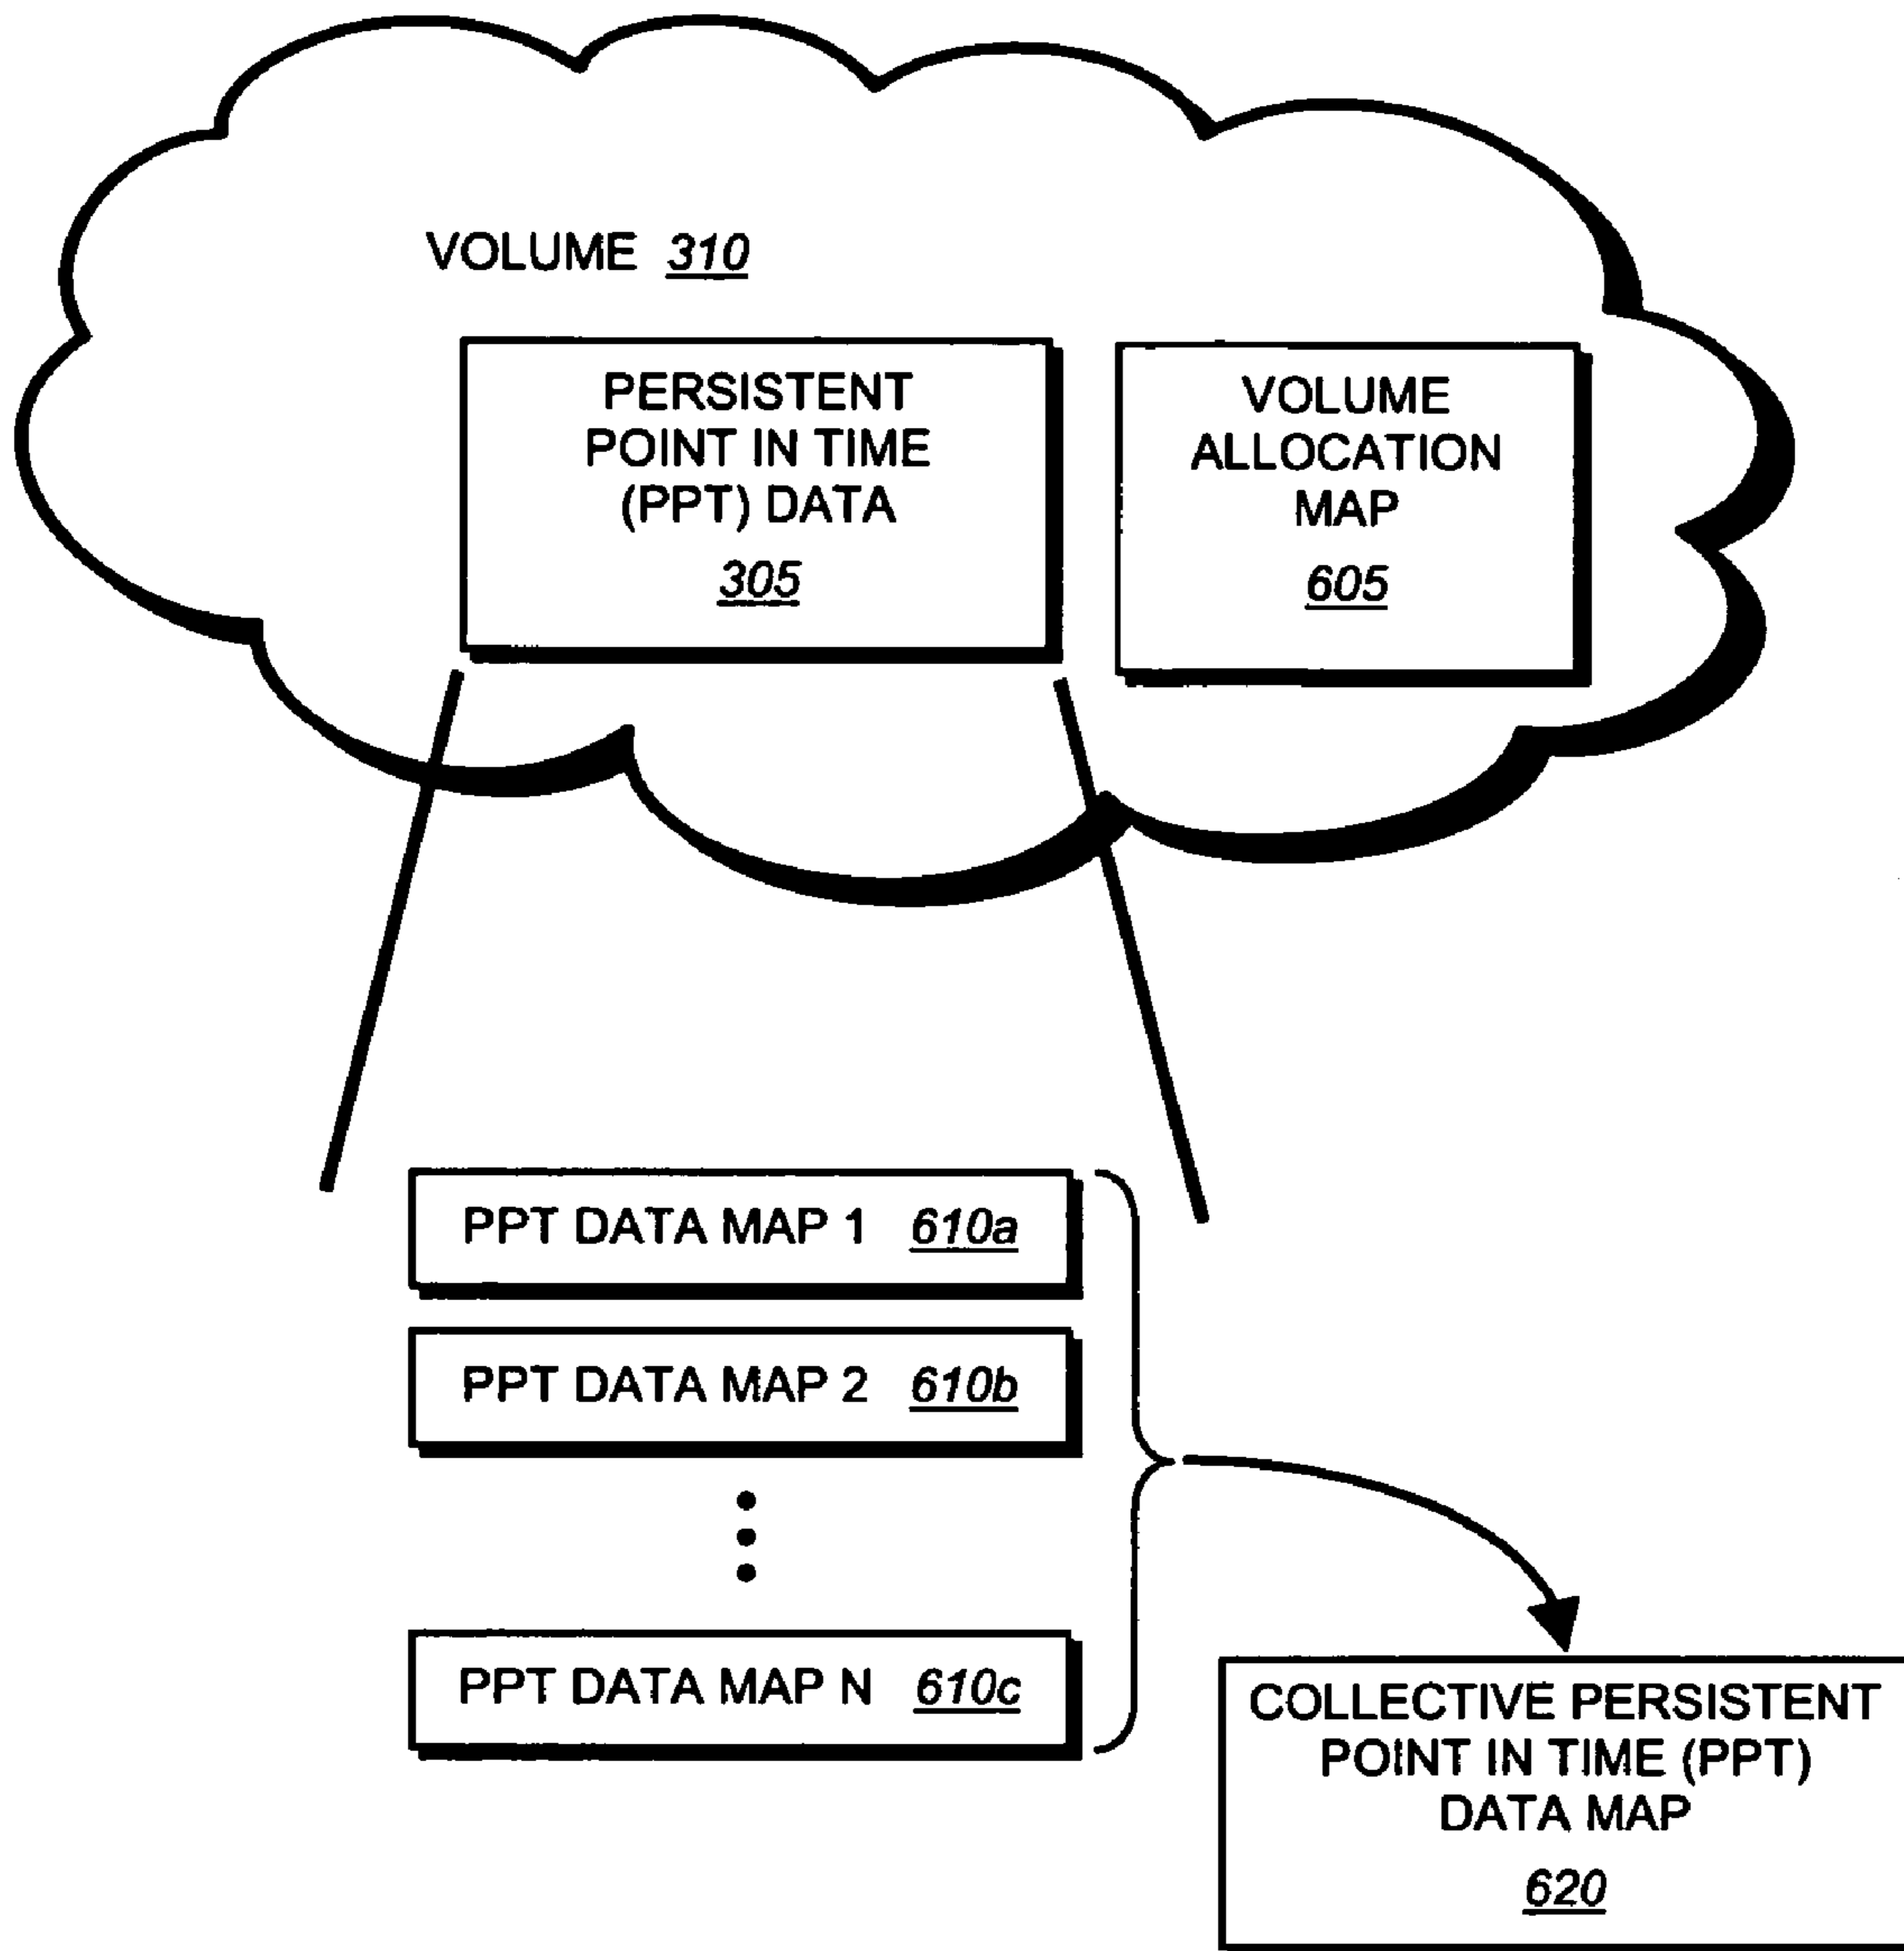 VOLUME 310
PERSISTENT
POINT IN TIME
(PPT) DATA
305
VOLUME
ALLOCATION
MAP
605
PPT DATA MAP 1 610a
PPT DATA MAP 2 610b
PPT DATA MAP N 610c
COLLECTIVE PERSISTENT
POINT IN TIME (PPT)
DATA MAP
620